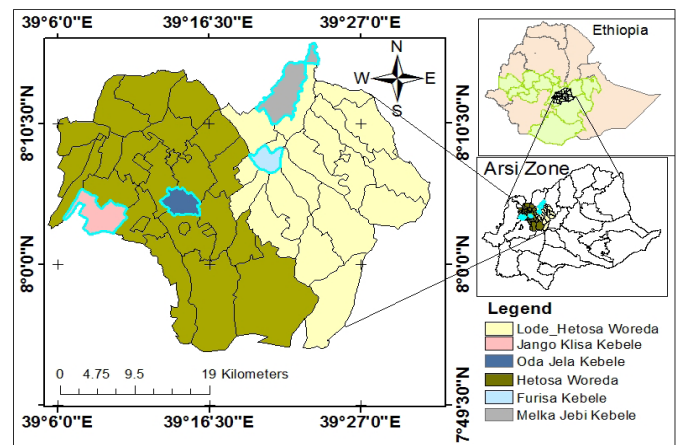 39°6'0"E 39°16'30"E 39°27'0"E
Ethiopia
N
W E
S
8°10'30"N 8°10'30"N
Arsi Zone
8°0'0"N 8°0'0"N
Legend
Lode_Hetosa Woreda
Jango Klisa Kebele
Oda Jela Kebele
Hetosa Woreda
Furisa Kebele
Melka Jebi Kebele
0 4.75 9.5 19 Kilometers
7°49'30"N
39°6'0"E 39°16'30"E 39°27'0"E